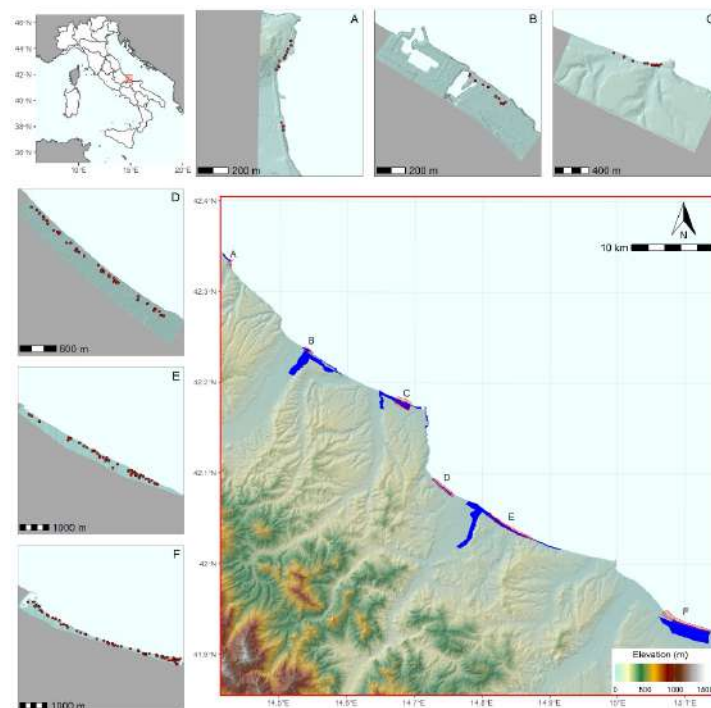 46°N
44°N
42°N
40°N
38°N
36°N
10°E
15°E
20°E
A
200 m
B
200 m
C
400 m
D
600 m
E
1000 m
F
1000 m
42.4°N
42.3°N
42.2°N
42.1°N
42°N
41.9°N
A
B
C
D
E
F
N
10 km
Elevation (m)
0
500
1000
1500
14.5°E
14.6°E
14.7°E
14.8°E
14.9°E
15°E
15.1°E